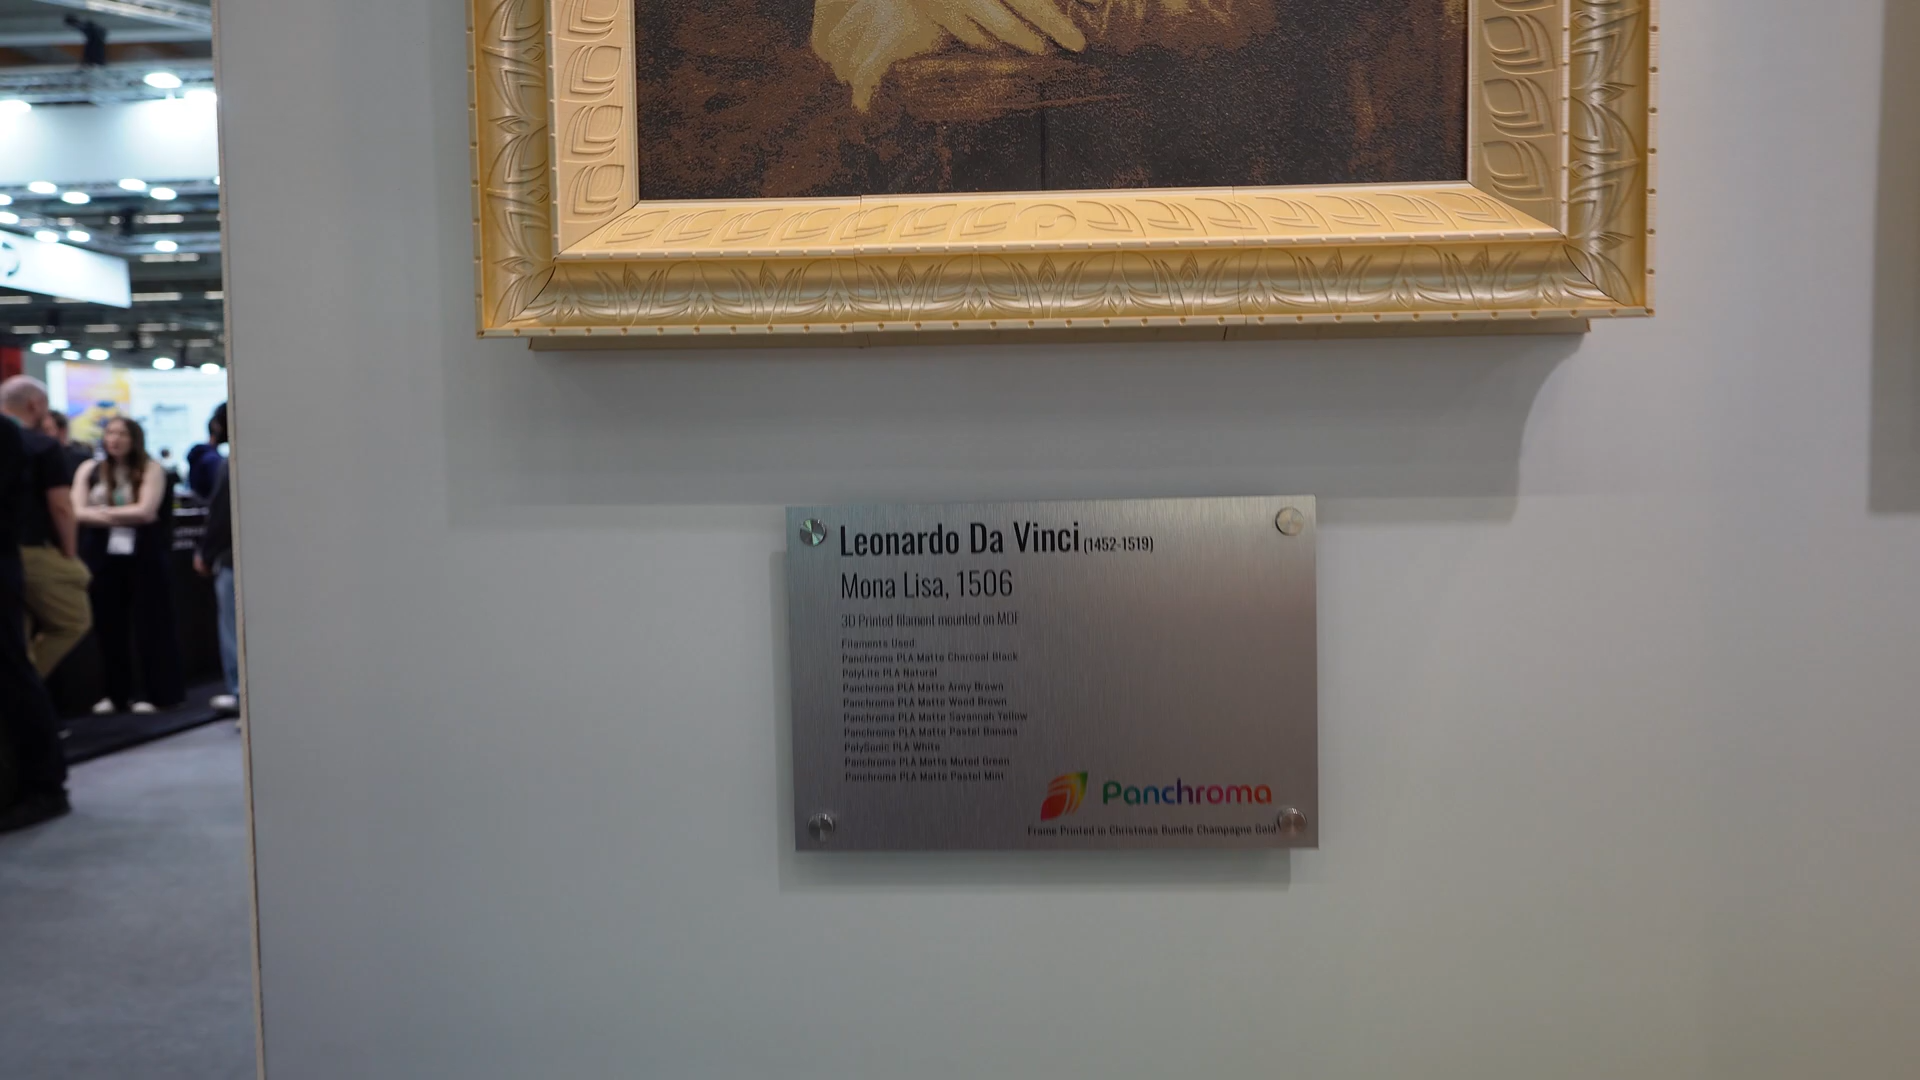 Leonardo Da Vinci (1452-1519)
Mona Lisa, 1506
3D Printed filament mounted on MDF
Filaments Used:
Panchroma PLA Matte Charcoal Black
PolyLite PLA Natural
Panchroma PLA Matte Army Brown
Panchroma PLA Matte Wood Brown
Panchroma PLA Matte Savannah Yellow
Panchroma PLA Matte Pastel Banana
PolySonic PLA White
Panchroma PLA Matte Muted Green
Panchroma PLA Matte Pastel Mint
Panchroma
Frame Printed in Christmas Bundle Champagne Gold